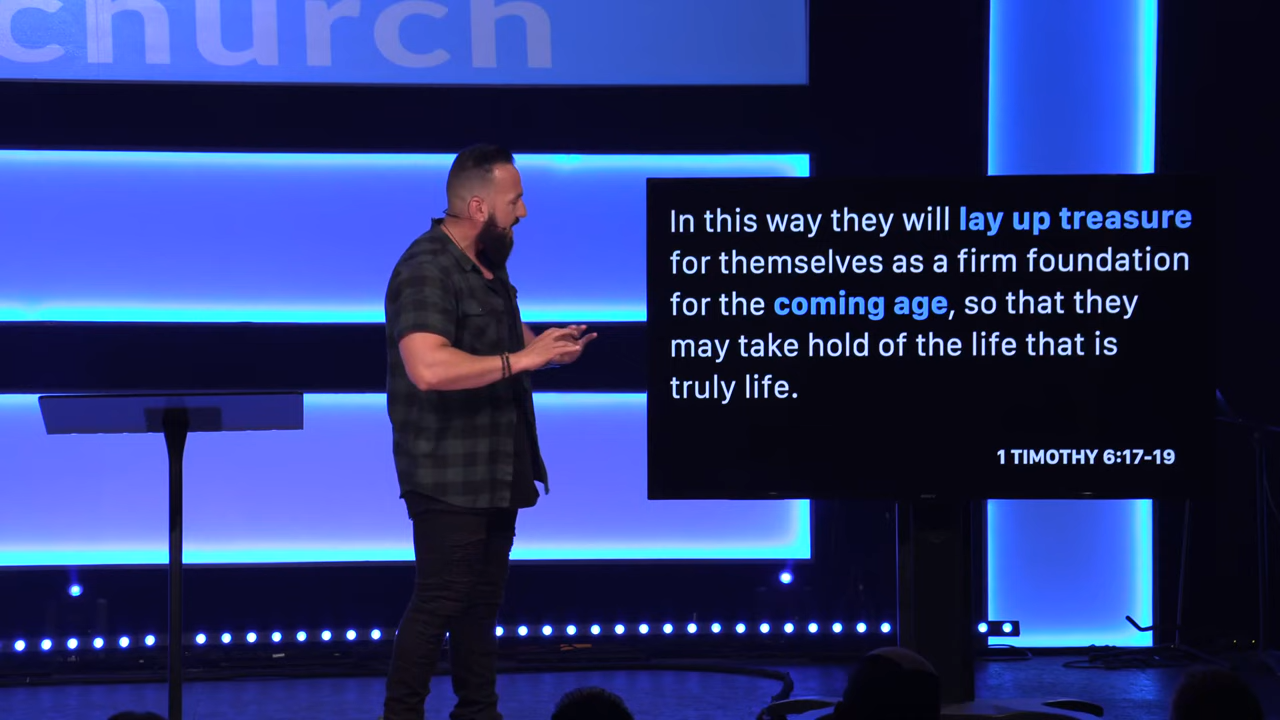 church
In this way they will lay up treasure
for themselves as a firm foundation
for the coming age, so that they
may take hold of the life that is
truly life.
1 TIMOTHY 6:17-19